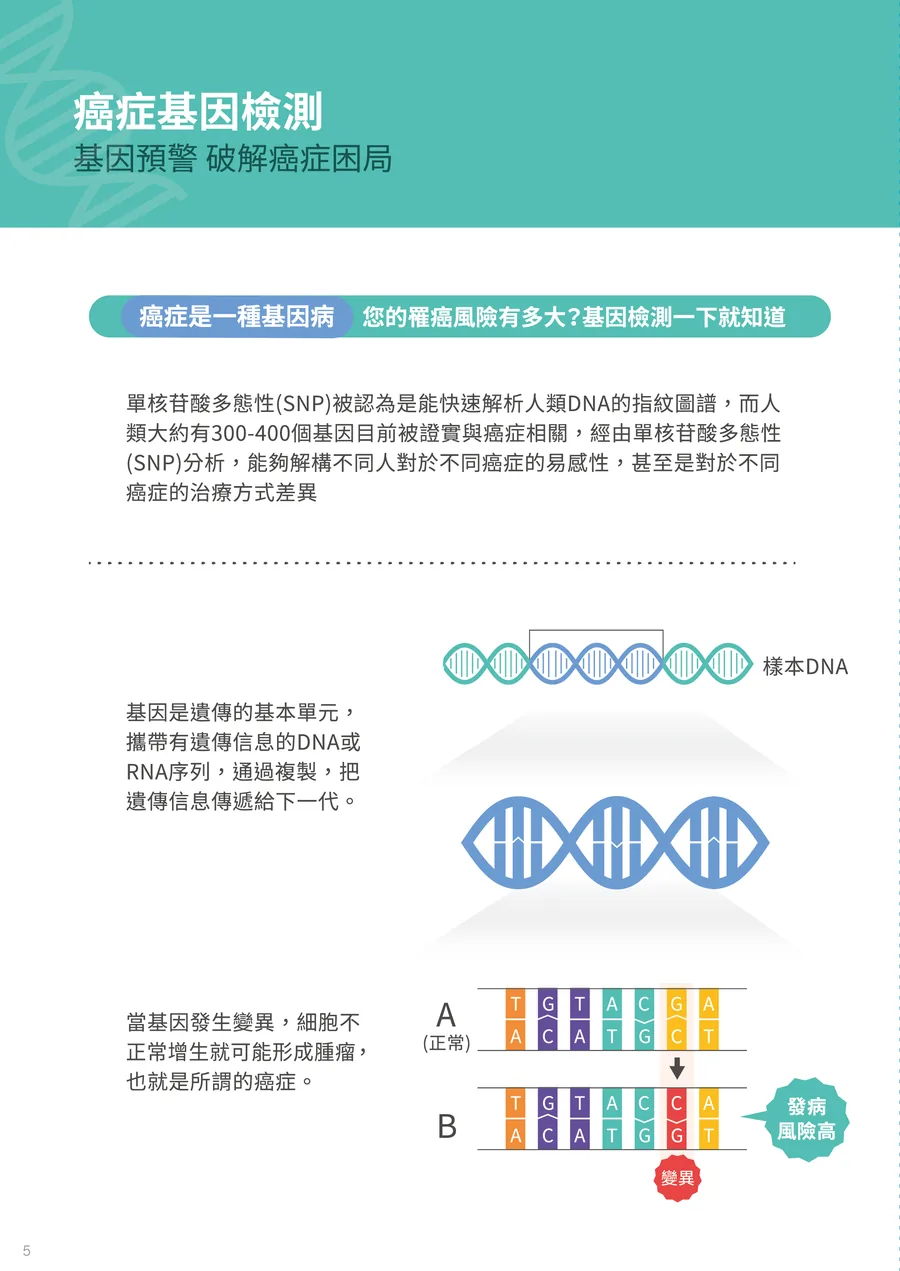 癌症基因檢測
基因預警 破解癌症困局
癌症是一種基因病 您的罹癌風險有多大?基因檢測一下就知道
單核苷酸多態性(SNP)被認為是能快速解析人類DNA的指紋圖譜，而人
類大約有300-400個基因目前被證實與癌症相關，經由單核苷酸多態性
(SNP)分析，能夠解構不同人對於不同癌症的易感性，甚至是對於不同
癌症的治療方式差異
樣本DNA
基因是遺傳的基本單元，
攜帶有遺傳信息的DNA或
RNA序列，通過複製，把
遺傳信息傳遞給下一代。
當基因發生變異，細胞不
正常增生就可能形成腫瘤，
也就是所謂的癌症。
A
(正常)
T G T A C G A
A C A T G C T
B
T G T A C C A
A C A T G G T
發病
風險高
變異
5